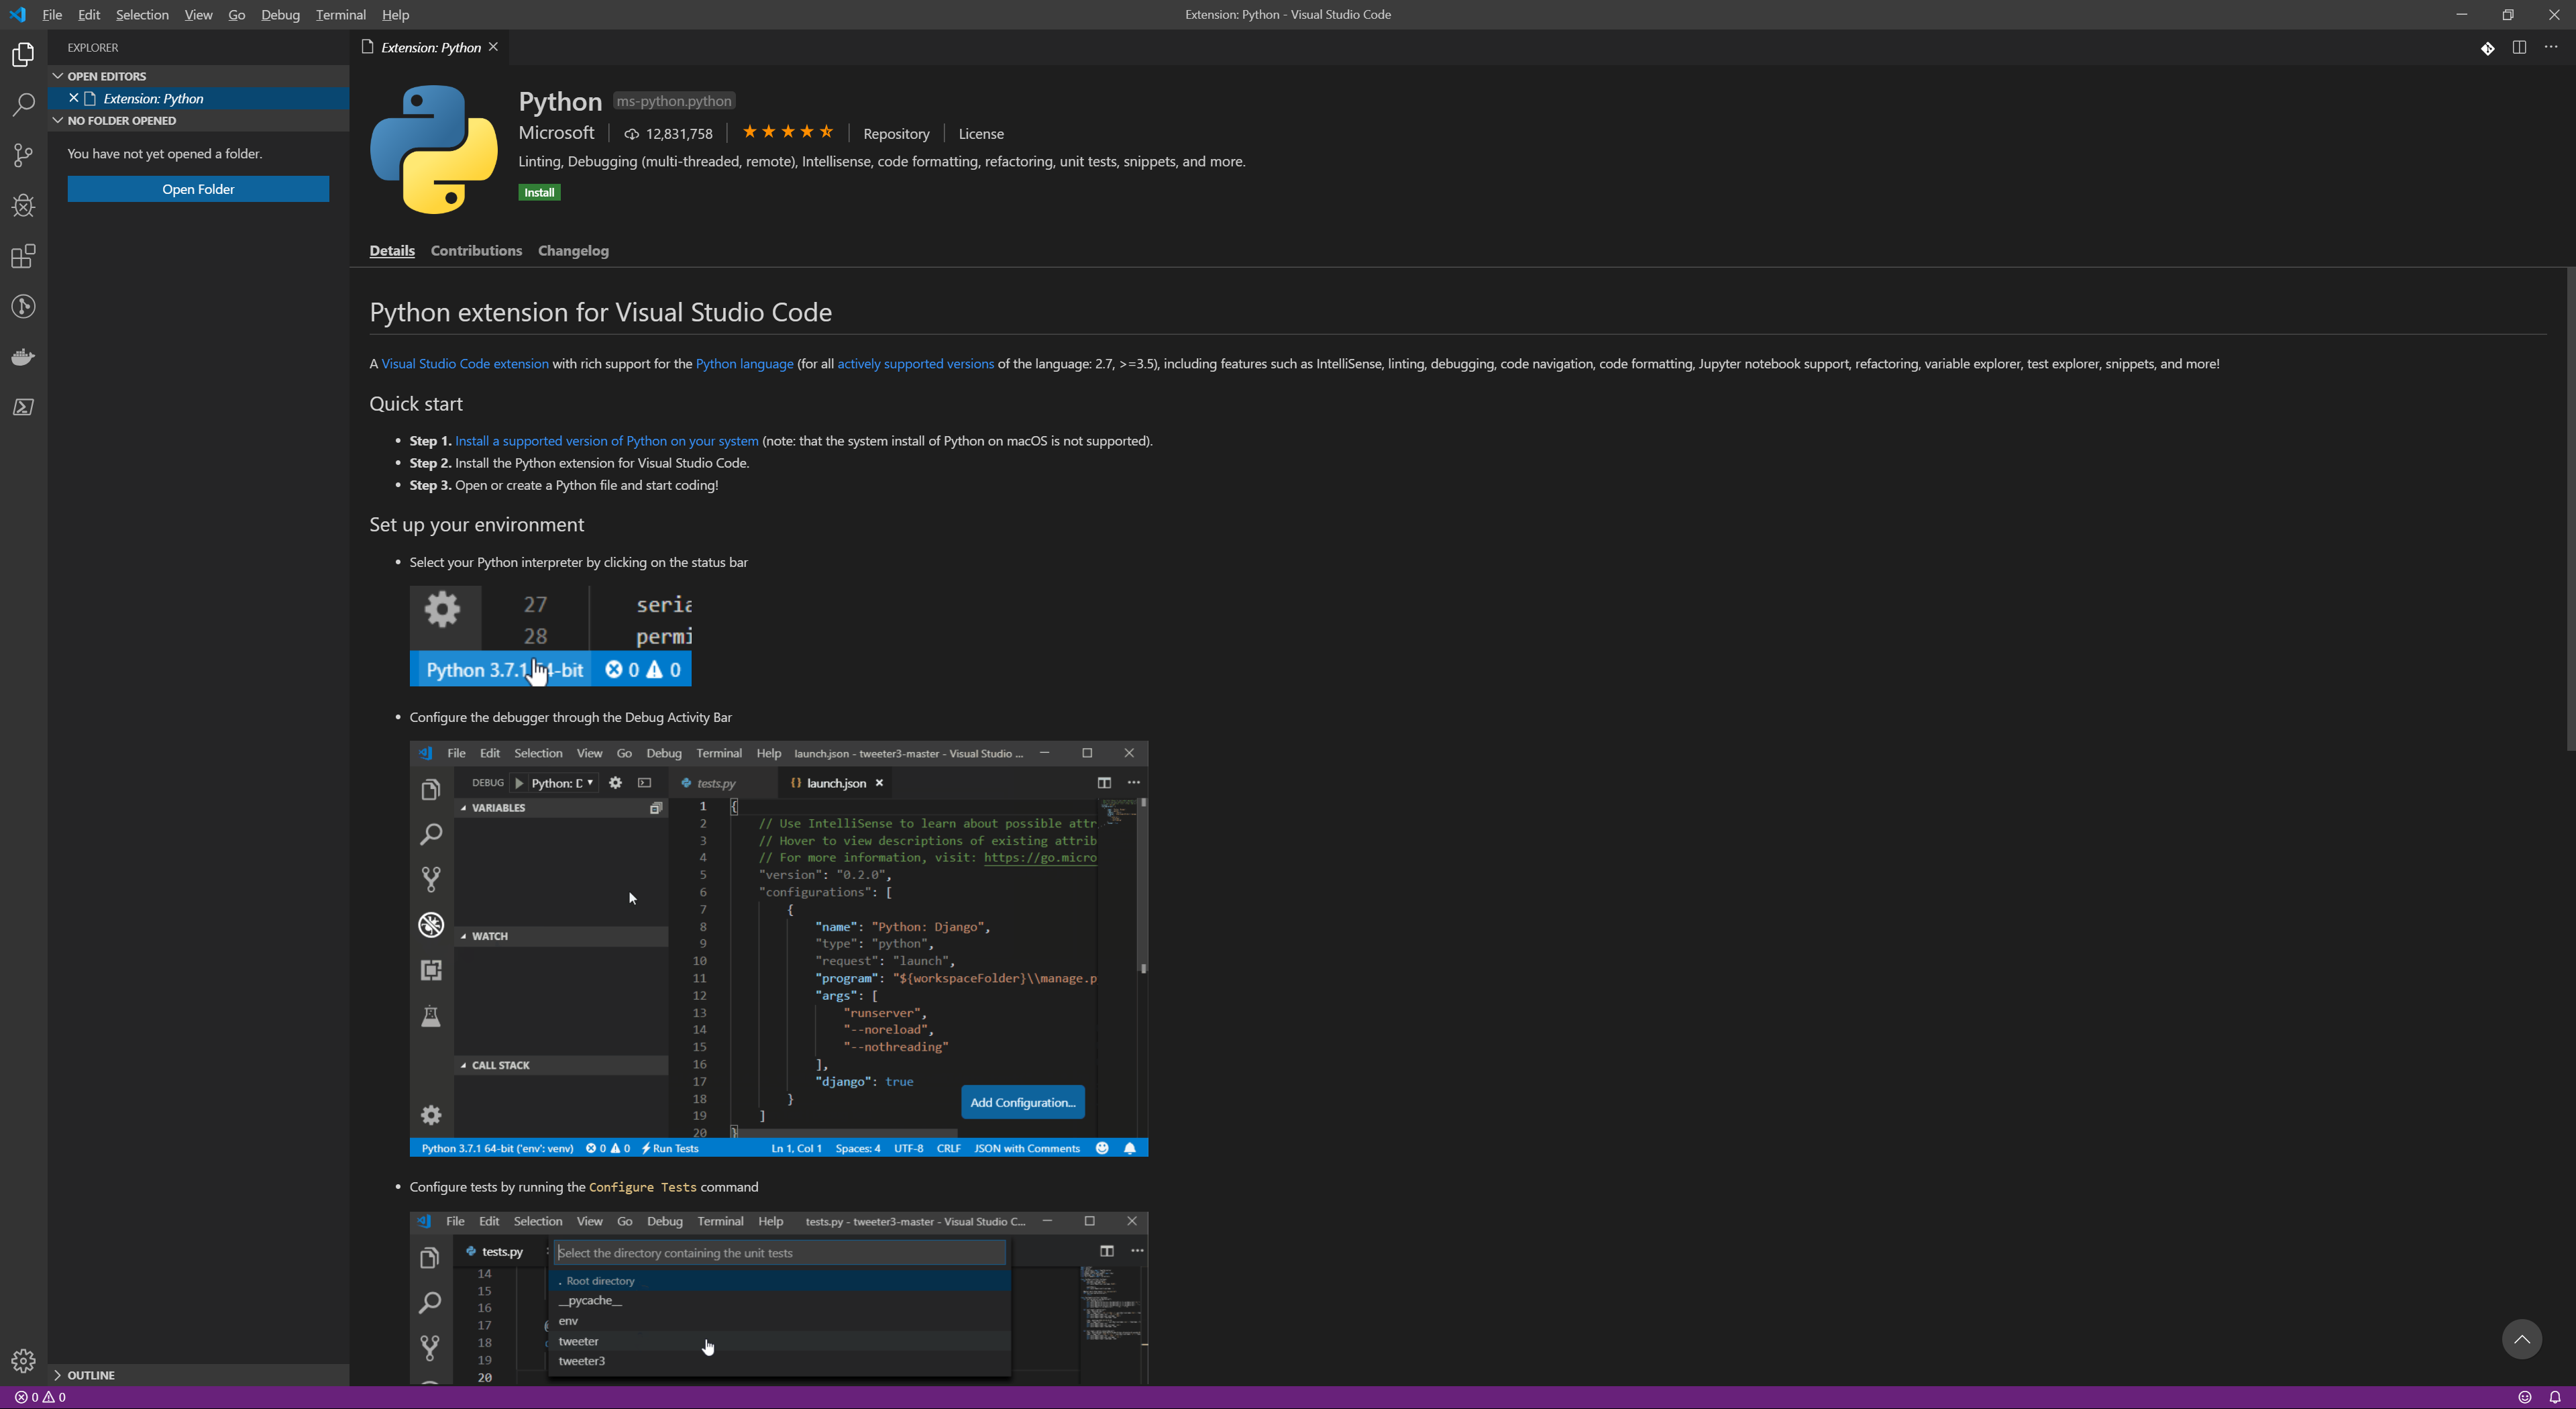 File Edit Selection View Go Debug Terminal Help
Extension: Python - Visual Studio Code
EXPLORER
OPEN EDITORS
Extension: Python
NO FOLDER OPENED
You have not yet opened a folder.
Open Folder
OUTLINE
Extension: Python
Python ms-python.python
Microsoft 12,831,758 Repository License
Linting, Debugging (multi-threaded, remote), Intellisense, code formatting, refactoring, unit tests, snippets, and more.
Install
Details Contributions Changelog
Python extension for Visual Studio Code
A Visual Studio Code extension with rich support for the Python language (for all actively supported versions of the language: 2.7, >=3.5), including features such as IntelliSense, linting, debugging, code navigation, code formatting, Jupyter notebook support, refactoring, variable explorer, test explorer, snippets, and more!
Quick start
• Step 1. Install a supported version of Python on your system (note: that the system install of Python on macOS is not supported).
• Step 2. Install the Python extension for Visual Studio Code.
• Step 3. Open or create a Python file and start coding!
Set up your environment
• Select your Python interpreter by clicking on the status bar
27 seria
28 permi
Python 3.7.1 -bit 0 0
• Configure the debugger through the Debug Activity Bar
File Edit Selection View Go Debug Terminal Help launch.json - tweeter3-master - Visual Studio ...
DEBUG Python: D tests.py {} launch.json
VARIABLES
WATCH
CALL STACK
1 {
2 // Use IntelliSense to learn about possible attr
3 // Hover to view descriptions of existing attrib
4 // For more information, visit: https://go.micro
5 "version": "0.2.0",
6 "configurations": [
7 {
8 "name": "Python: Django",
9 "type": "python",
10 "request": "launch",
11 "program": "${workspaceFolder}\\manage.p
12 "args": [
13 "runserver",
14 "--noreload",
15 "--nothreading"
16 ],
17 "django": true
18 }
19 ]
20 }
Add Configuration...
Python 3.7.1 64-bit ('env': venv) 0 0 Run Tests Ln 1, Col 1 Spaces: 4 UTF-8 CRLF JSON with Comments
• Configure tests by running the Configure Tests command
File Edit Selection View Go Debug Terminal Help tests.py - tweeter3-master - Visual Studio C...
tests.py Select the directory containing the unit tests
14 . Root directory
15 __pycache__
16
17 env
18 tweeter
19 tweeter3
20
0 0